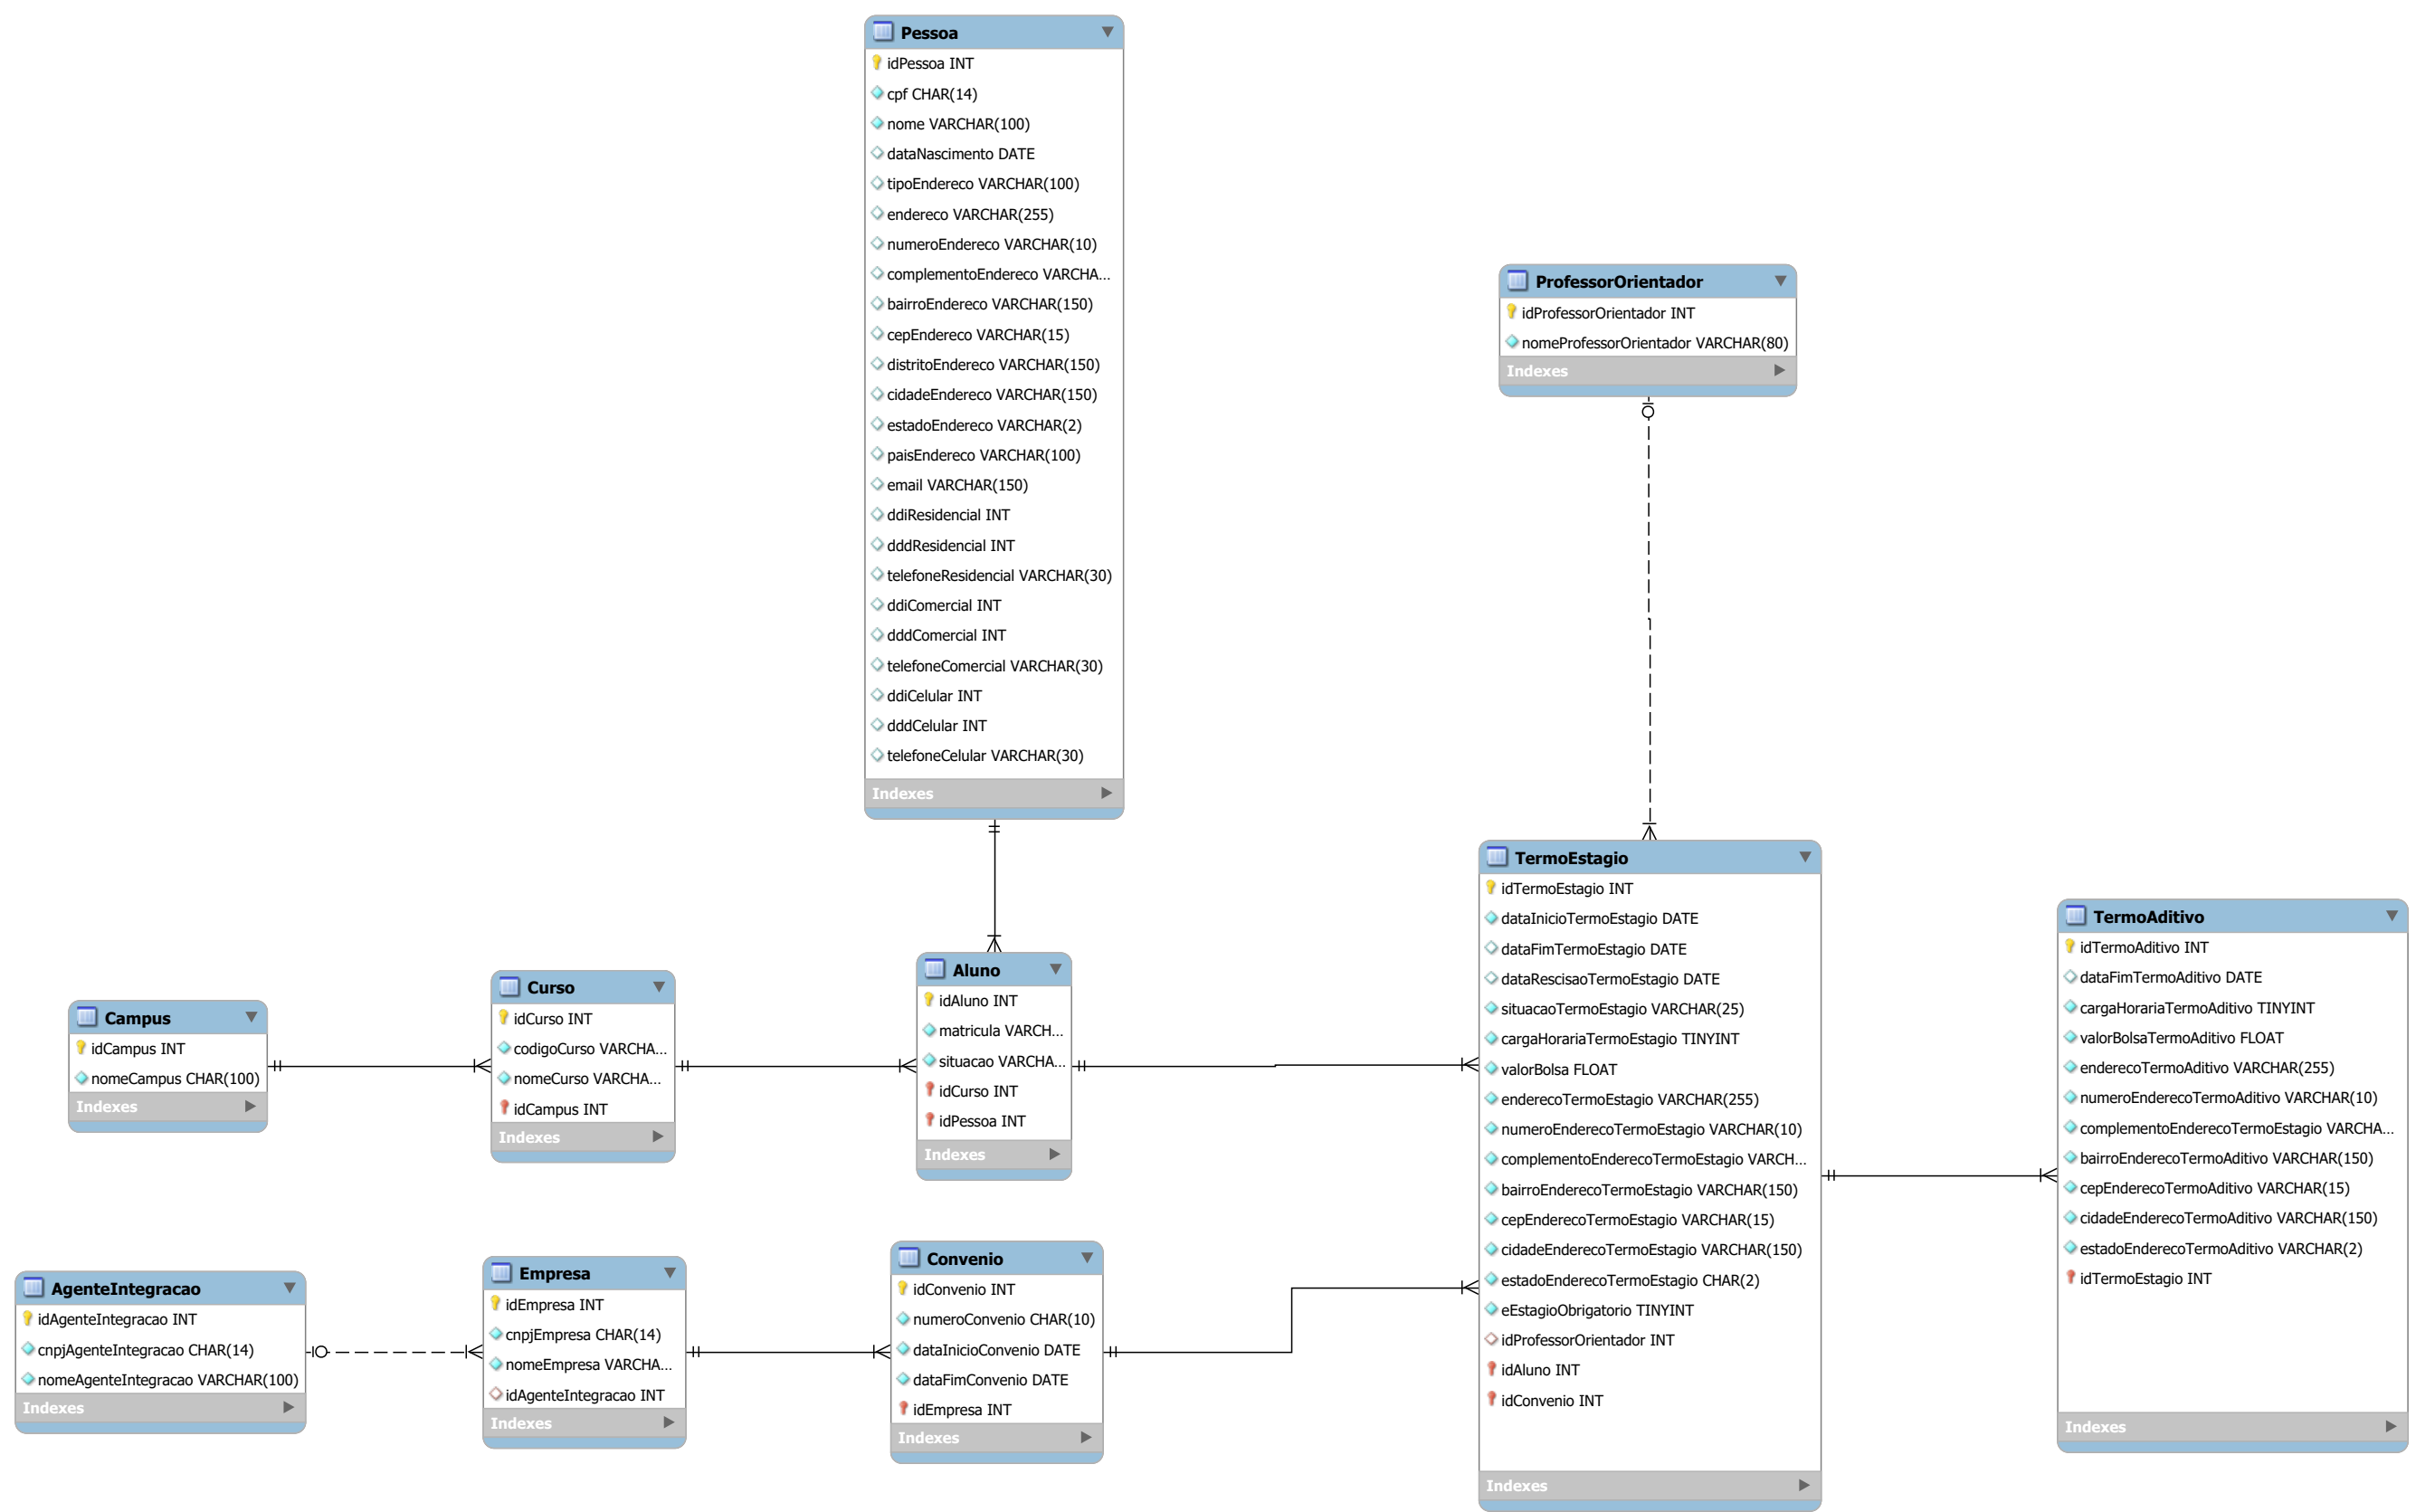 Pessoa
idPessoa INT
cpf CHAR(14)
nome VARCHAR(100)
dataNascimento DATE
tipoEndereco VARCHAR(100)
endereco VARCHAR(255)
numeroEndereco VARCHAR(10)
complementoEndereco VARCHA...
bairroEndereco VARCHAR(150)
cepEndereco VARCHAR(15)
distritoEndereco VARCHAR(150)
cidadeEndereco VARCHAR(150)
estadoEndereco VARCHAR(2)
paisEndereco VARCHAR(100)
email VARCHAR(150)
ddiResidencial INT
dddResidencial INT
telefoneResidencial VARCHAR(30)
ddiComercial INT
dddComercial INT
telefoneComercial VARCHAR(30)
ddiCelular INT
dddCelular INT
telefoneCelular VARCHAR(30)
Indexes
ProfessorOrientador
idProfessorOrientador INT
nomeProfessorOrientador VARCHAR(80)
Indexes
Campus
idCampus INT
nomeCampus CHAR(100)
Indexes
Curso
idCurso INT
codigoCurso VARCHA...
nomeCurso VARCHA...
idCampus INT
Indexes
Aluno
idAluno INT
matricula VARCH...
situacao VARCHA...
idCurso INT
idPessoa INT
Indexes
TermoEstagio
idTermoEstagio INT
dataInicioTermoEstagio DATE
dataFimTermoEstagio DATE
dataRescisaoTermoEstagio DATE
situacaoTermoEstagio VARCHAR(25)
cargaHorariaTermoEstagio TINYINT
valorBolsa FLOAT
enderecoTermoEstagio VARCHAR(255)
numeroEnderecoTermoEstagio VARCHAR(10)
complementoEnderecoTermoEstagio VARCH...
bairroEnderecoTermoEstagio VARCHAR(150)
cepEnderecoTermoEstagio VARCHAR(15)
cidadeEnderecoTermoEstagio VARCHAR(150)
estadoEnderecoTermoEstagio CHAR(2)
eEstagioObrigatorio TINYINT
idProfessorOrientador INT
idAluno INT
idConvenio INT
Indexes
TermoAditivo
idTermoAditivo INT
dataFimTermoAditivo DATE
cargaHorariaTermoAditivo TINYINT
valorBolsaTermoAditivo FLOAT
enderecoTermoAditivo VARCHAR(255)
numeroEnderecoTermoAditivo VARCHAR(10)
complementoEnderecoTermoEstagio VARCHA...
bairroEnderecoTermoAditivo VARCHAR(150)
cepEnderecoTermoAditivo VARCHAR(15)
cidadeEnderecoTermoAditivo VARCHAR(150)
estadoEnderecoTermoAditivo VARCHAR(2)
idTermoEstagio INT
Indexes
AgenteIntegracao
idAgenteIntegracao INT
cnpjAgenteIntegracao CHAR(14)
nomeAgenteIntegracao VARCHAR(100)
Indexes
Empresa
idEmpresa INT
cnpjEmpresa CHAR(14)
nomeEmpresa VARCHA...
idAgenteIntegracao INT
Indexes
Convenio
idConvenio INT
numeroConvenio CHAR(10)
dataInicioConvenio DATE
dataFimConvenio DATE
idEmpresa INT
Indexes